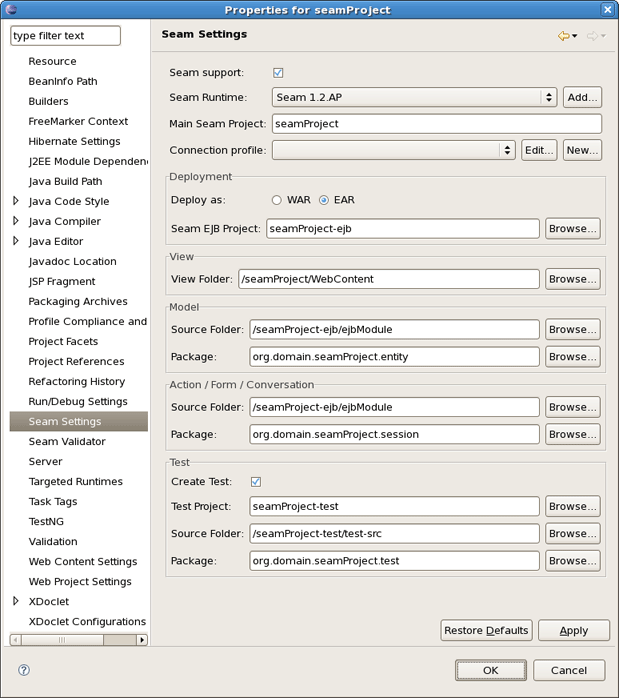 Properties for seamProject
type filter text
Resource
BeanInfo Path
Builders
FreeMarker Context
Hibernate Settings
J2EE Module Dependen
Java Build Path
Java Code Style
Java Compiler
Java Editor
Javadoc Location
JSP Fragment
Packaging Archives
Profile Compliance and
Project Facets
Project References
Refactoring History
Run/Debug Settings
Seam Settings
Seam Validator
Server
Targeted Runtimes
Task Tags
TestNG
Validation
Web Content Settings
Web Project Settings
XDoclet
XDoclet Configurations
Seam Settings
Seam support:
Seam Runtime: Seam 1.2.AP Add...
Main Seam Project: seamProject
Connection profile: Edit... New...
Deployment
Deploy as: WAR EAR
Seam EJB Project: seamProject-ejb Browse...
View
View Folder: /seamProject/WebContent Browse...
Model
Source Folder: /seamProject-ejb/ejbModule Browse...
Package: org.domain.seamProject.entity Browse...
Action / Form / Conversation
Source Folder: /seamProject-ejb/ejbModule Browse...
Package: org.domain.seamProject.session Browse...
Test
Create Test:
Test Project: seamProject-test Browse...
Source Folder: /seamProject-test/test-src Browse...
Package: org.domain.seamProject.test Browse...
Restore Defaults Apply
? OK Cancel